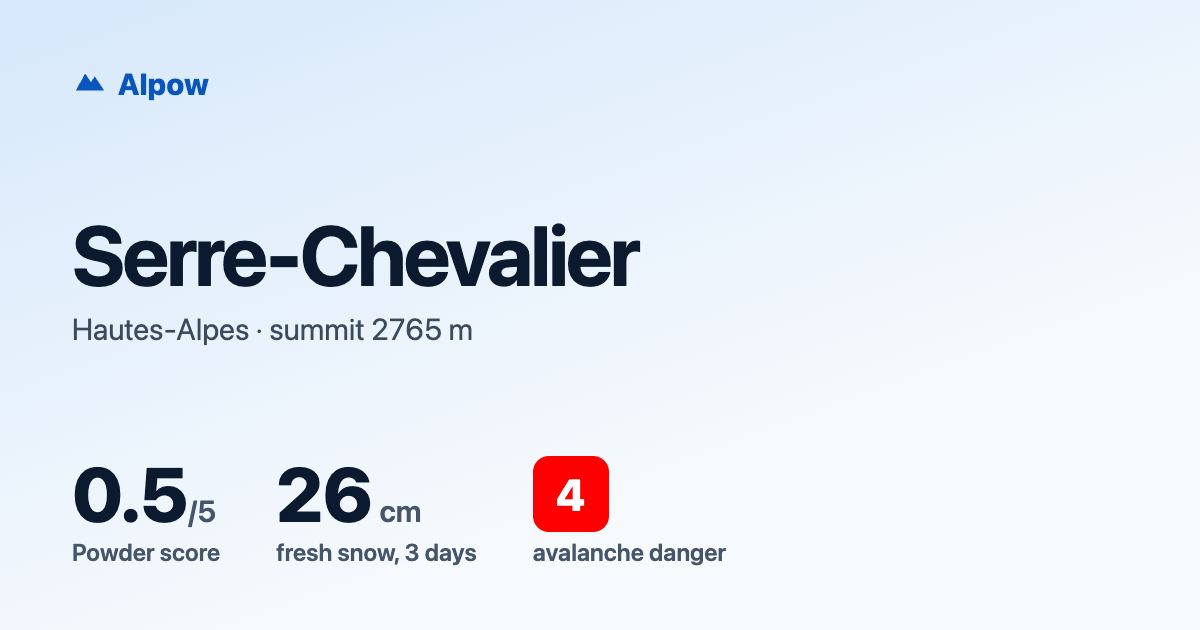 Alpow
Serre-Chevalier
Hautes-Alpes · summit 2765 m
0.5/5
Powder score
26 cm
fresh snow, 3 days
4
avalanche danger